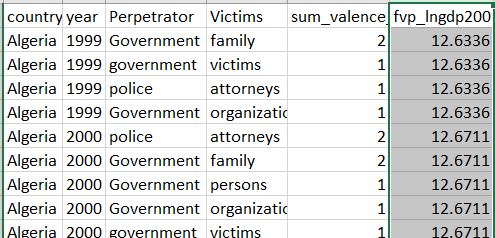 country year Perpetrator Victims sum_valence fvp_lngdp200
Algeria 1999 Government family 2 12.6336
Algeria 1999 government victims 1 12.6336
Algeria 1999 police attorneys 1 12.6336
Algeria 1999 Government organizatic 1 12.6336
Algeria 2000 police attorneys 2 12.6711
Algeria 2000 Government family 2 12.6711
Algeria 2000 Government persons 1 12.6711
Algeria 2000 Government organizatic 1 12.6711
Algeria 2000 government victims 1 12.6711